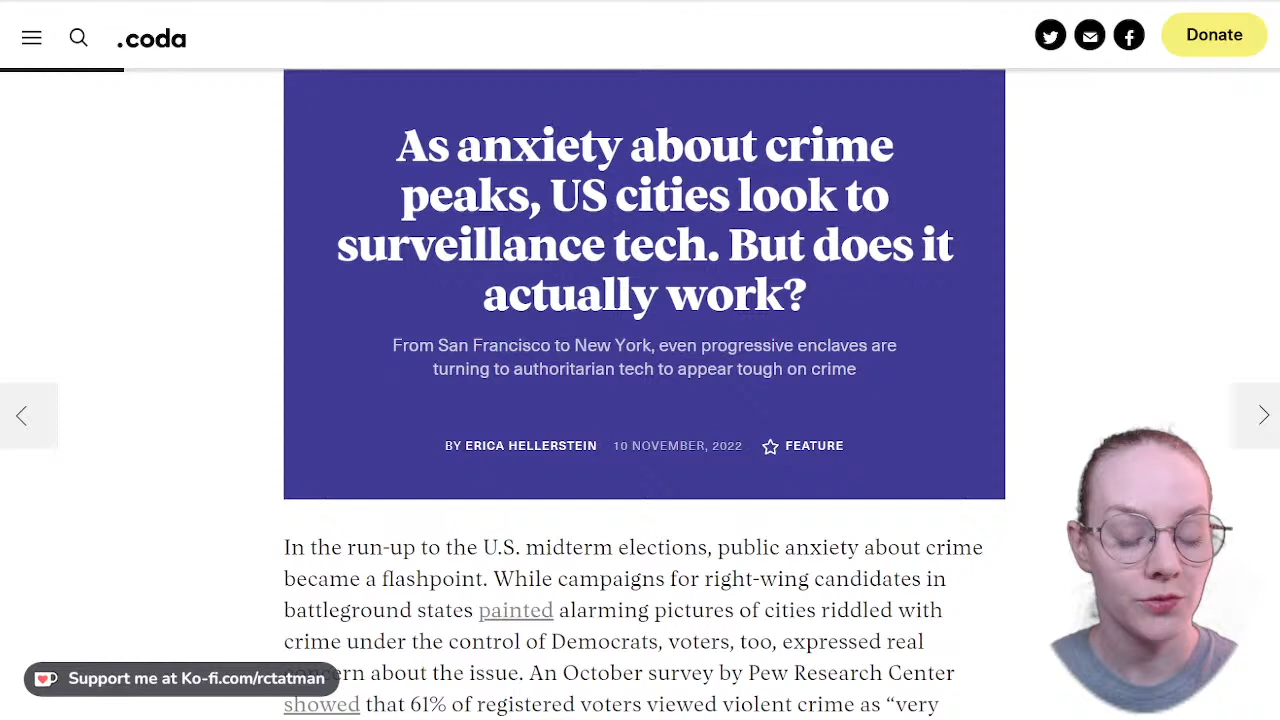 .coda
Donate
As anxiety about crime
peaks, US cities look to
surveillance tech. But does it
actually work?
From San Francisco to New York, even progressive enclaves are
turning to authoritarian tech to appear tough on crime
BY ERICA HELLERSTEIN 10 NOVEMBER, 2022 FEATURE
In the run-up to the U.S. midterm elections, public anxiety about crime
became a flashpoint. While campaigns for right-wing candidates in
battleground states painted alarming pictures of cities riddled with
crime under the control of Democrats, voters, too, expressed real
about the issue. An October survey by Pew Research Center
Support me at Ko-fi.com/rctatman
showed that 61% of registered voters viewed violent crime as “very